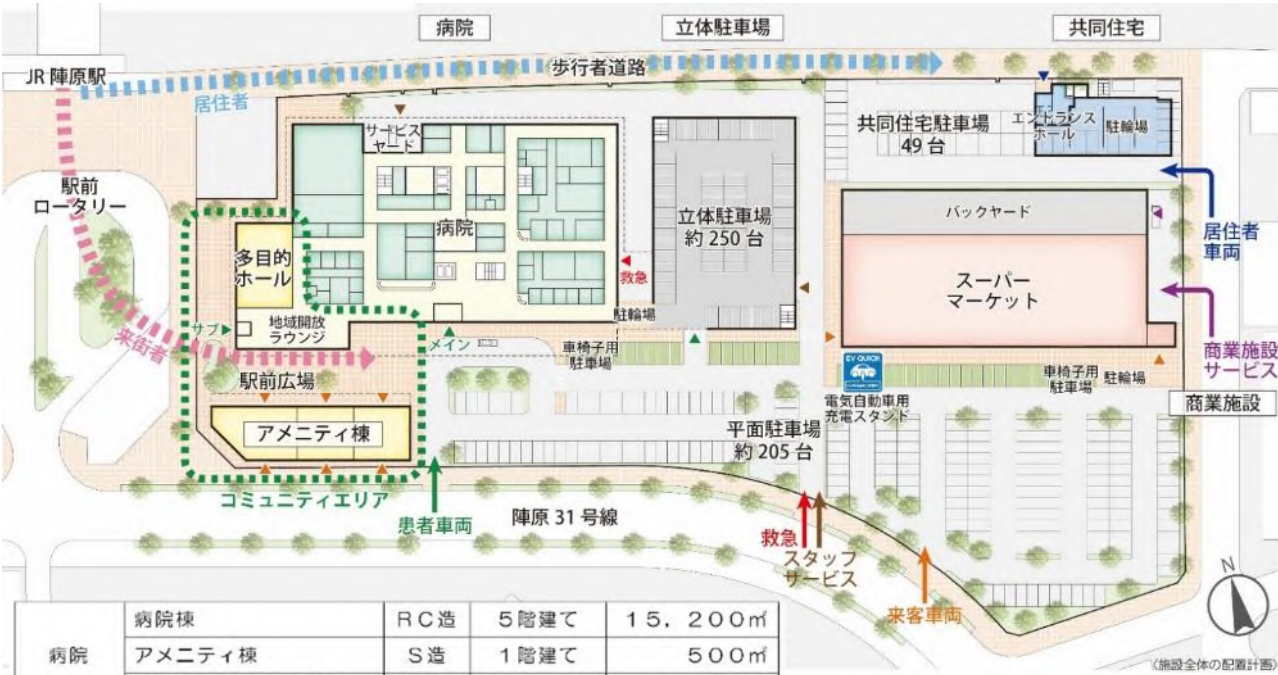 病院
立体駐車場
共同住宅
JR 陣原駅
歩行者道路
居住者
サービス
ヤード
共同住宅駐車場
49 台
エントランス
ホール
駐輪場
駅前
ロータリー
病院
立体駐車場
約 250 台
バックヤード
居住者
車両
多目的
ホール
救急
スーパー
マーケット
駐輪場
地域開放
ラウンジ
サブ
メイン
来街者
車椅子用
駐車場
商業施設
サービス
駅前広場
EV QUICK
電気自動車用
充電スタンド
車椅子用
駐車場
駐輪場
商業施設
アメニティ棟
平面駐車場
約 205 台
コミュニティエリア
患者車両
陣原 31 号線
救急
スタッフ
サービス
来客車両
N
病院
病院棟 RC造 5階建て 15,200㎡
アメニティ棟 S造 1階建て 500㎡
〈施設全体の配置計画〉